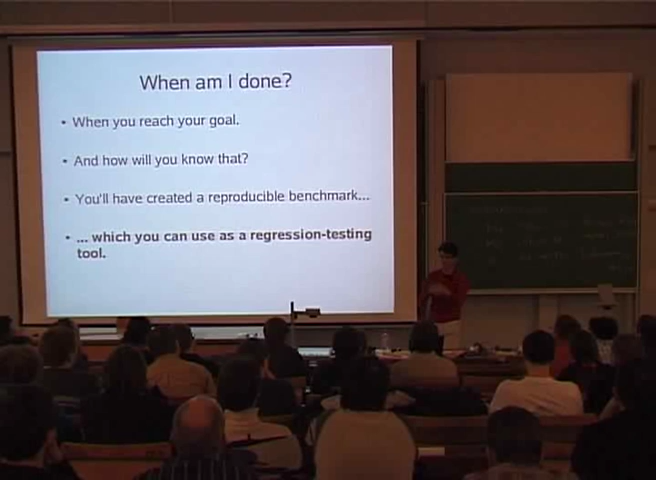 When am I done?
• When you reach your goal.
• And how will you know that?
• You'll have created a reproducible benchmark...
• ... which you can use as a regression-testing
tool.